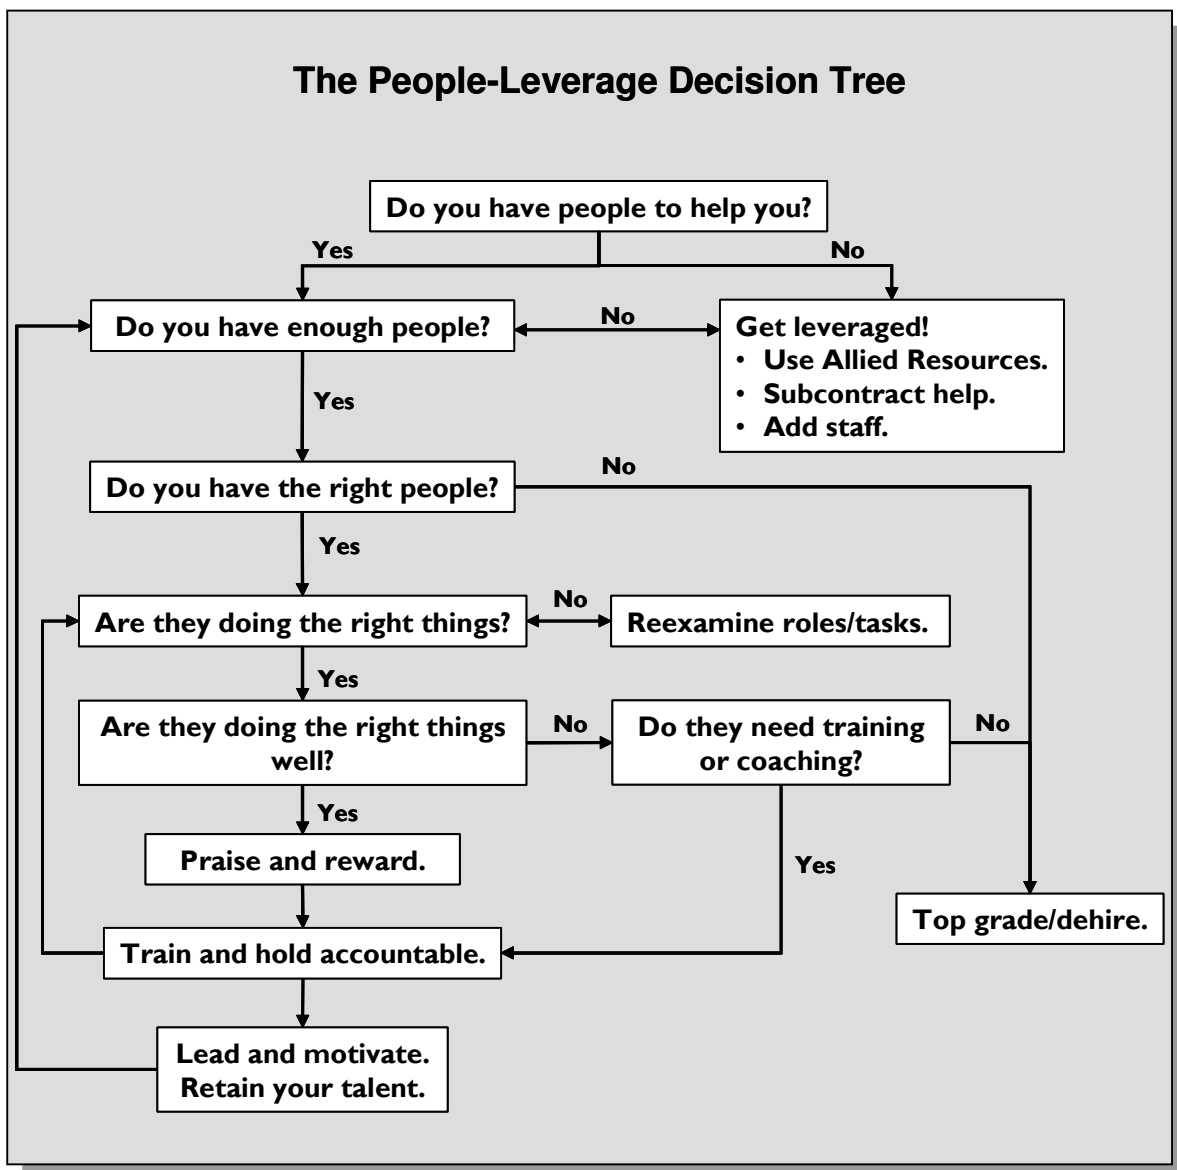 The People-Leverage Decision Tree
Do you have people to help you?
Yes
No
Do you have enough people?
No
Get leveraged!
• Use Allied Resources.
• Subcontract help.
• Add staff.
Yes
Do you have the right people?
No
Yes
Are they doing the right things?
No
Reexamine roles/tasks.
Yes
Are they doing the right things
well?
No
Do they need training
or coaching?
No
Yes
Praise and reward.
Yes
Top grade/dehire.
Train and hold accountable.
Lead and motivate.
Retain your talent.